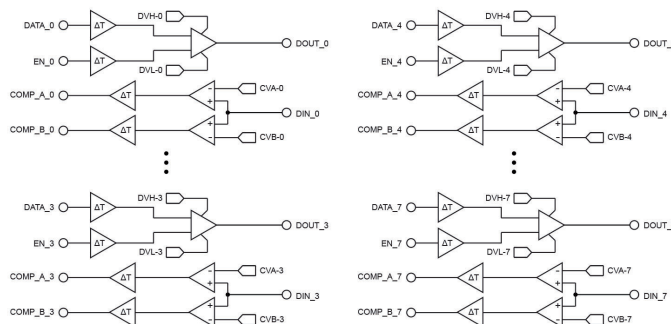 DVH-0
DATA_0 ΔT
DOUT_0
EN_0 ΔT
DVL-0
COMP_A_0 ΔT - CVA-0
+
DIN_0
COMP_B_0 ΔT +
- CVB-0
DVH-4
DATA_4 ΔT
DOUT_
EN_4 ΔT
DVL-4
COMP_A_4 ΔT - CVA-4
+
DIN_4
COMP_B_4 ΔT +
- CVB-4
DVH-3
DATA_3 ΔT
DOUT_3
EN_3 ΔT
DVL-3
COMP_A_3 ΔT - CVA-3
+
DIN_3
COMP_B_3 ΔT +
- CVB-3
DVH-7
DATA_7 ΔT
DOUT_
EN_7 ΔT
DVL-7
COMP_A_7 ΔT - CVA-7
+
DIN_7
COMP_B_7 ΔT +
- CVB-7